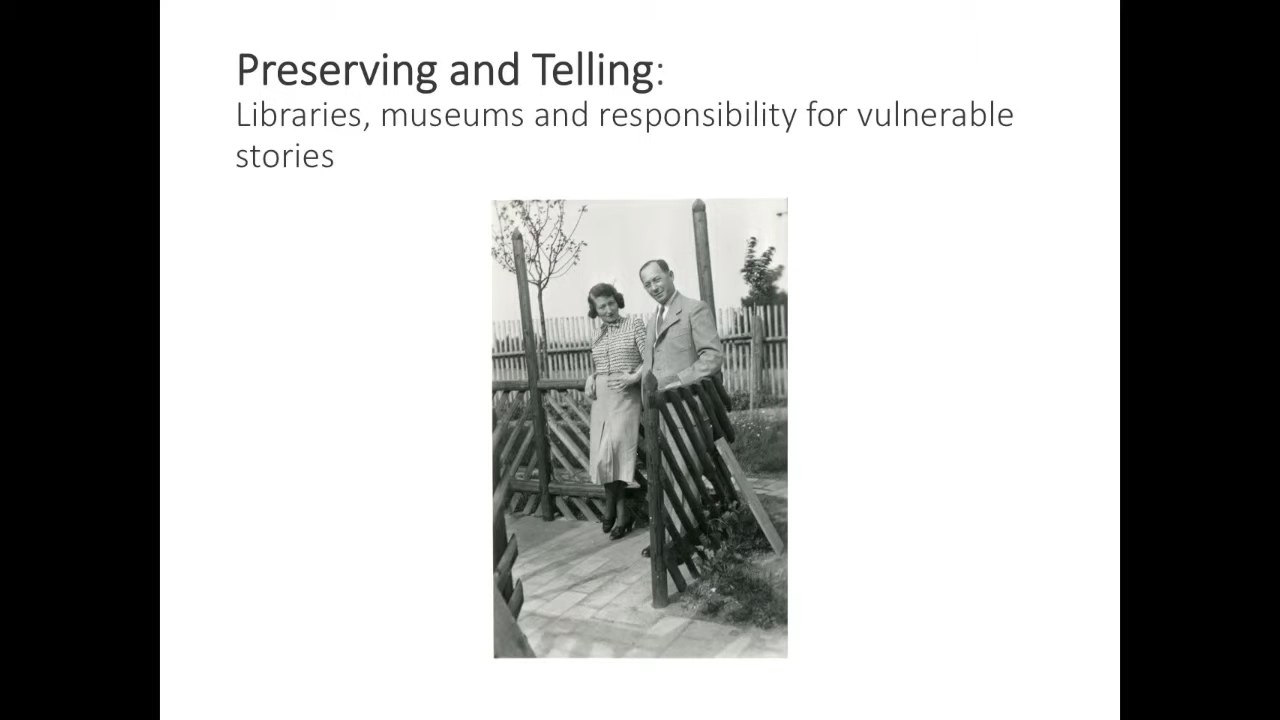 Preserving and Telling:
Libraries, museums and responsibility for vulnerable
stories